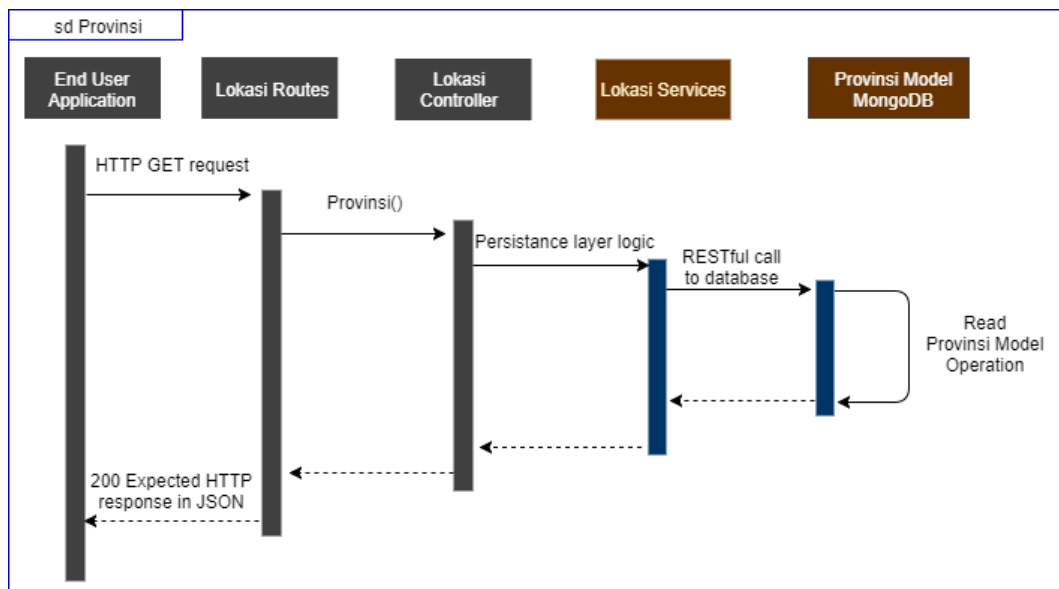 sd Provinsi
End User
Application
Lokasi Routes
Lokasi
Controller
Lokasi Services
Provinsi Model
MongoDB
HTTP GET request
Provinsi()
Persistance layer logic
RESTful call
to database
Read
Provinsi Model
Operation
200 Expected HTTP
response in JSON